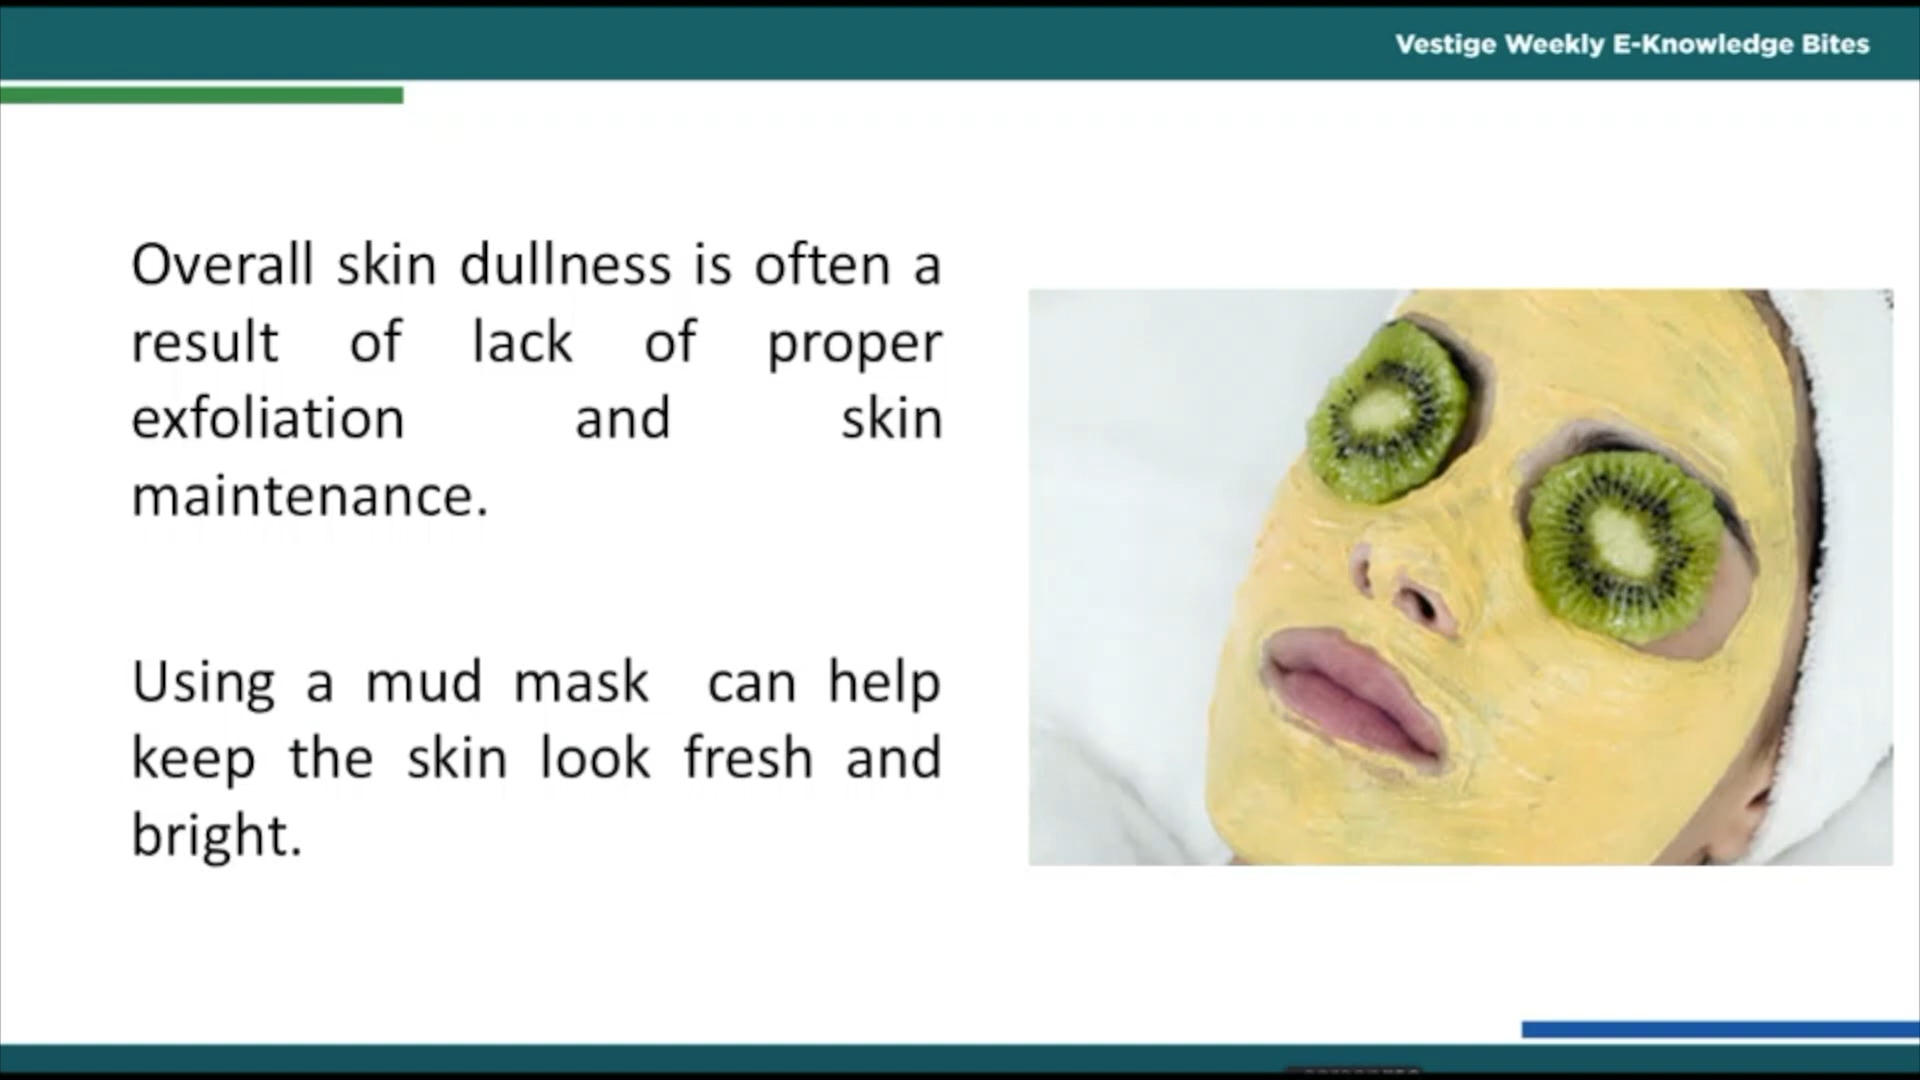 Vestige Weekly E-Knowledge Bites
Overall skin dullness is often a
result of lack of proper
exfoliation and skin
maintenance.
Using a mud mask can help
keep the skin look fresh and
bright.